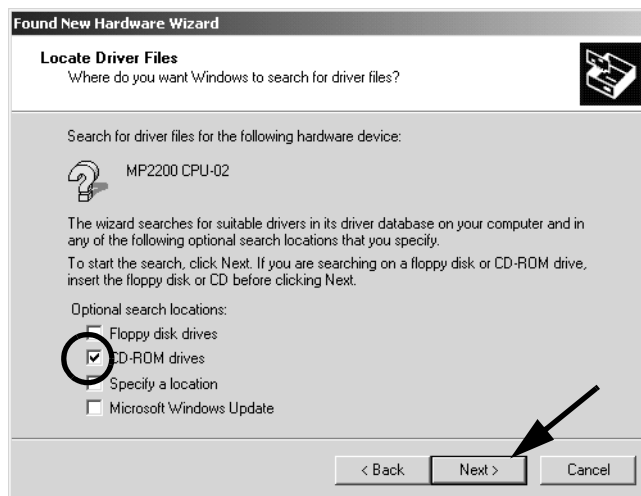 Found New Hardware Wizard
Locate Driver Files
Where do you want Windows to search for driver files?
Search for driver files for the following hardware device:
MP2200 CPU-02
The wizard searches for suitable drivers in its driver database on your computer and in
any of the following optional search locations that you specify.
To start the search, click Next. If you are searching on a floppy disk or CD-ROM drive,
insert the floppy disk or CD before clicking Next.
Optional search locations:
Floppy disk drives
CD-ROM drives
Specify a location
Microsoft Windows Update
< Back
Next >
Cancel